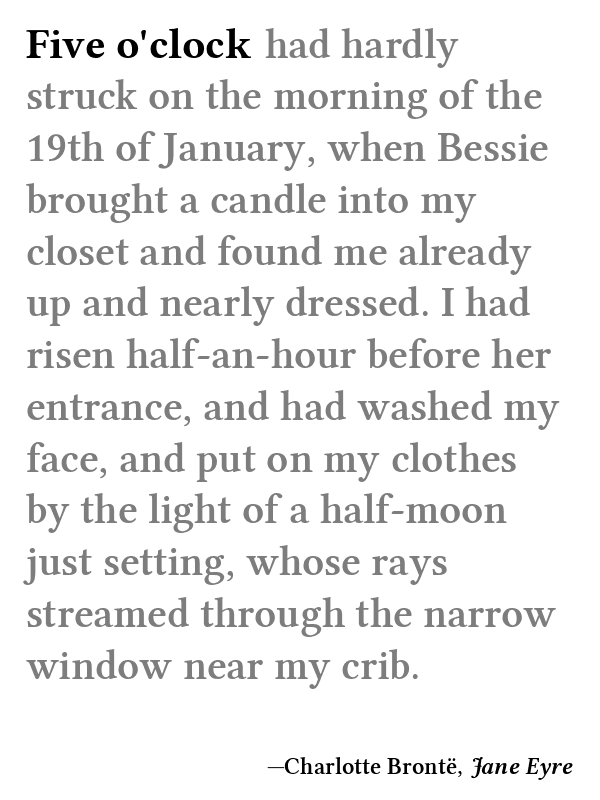 Five o'clock had hardly
struck on the morning of the
19th of January, when Bessie
brought a candle into my
closet and found me already
up and nearly dressed. I had
risen half-an-hour before her
entrance, and had washed my
face, and put on my clothes
by the light of a half-moon
just setting, whose rays
streamed through the narrow
window near my crib.
—Charlotte Brontë, Jane Eyre